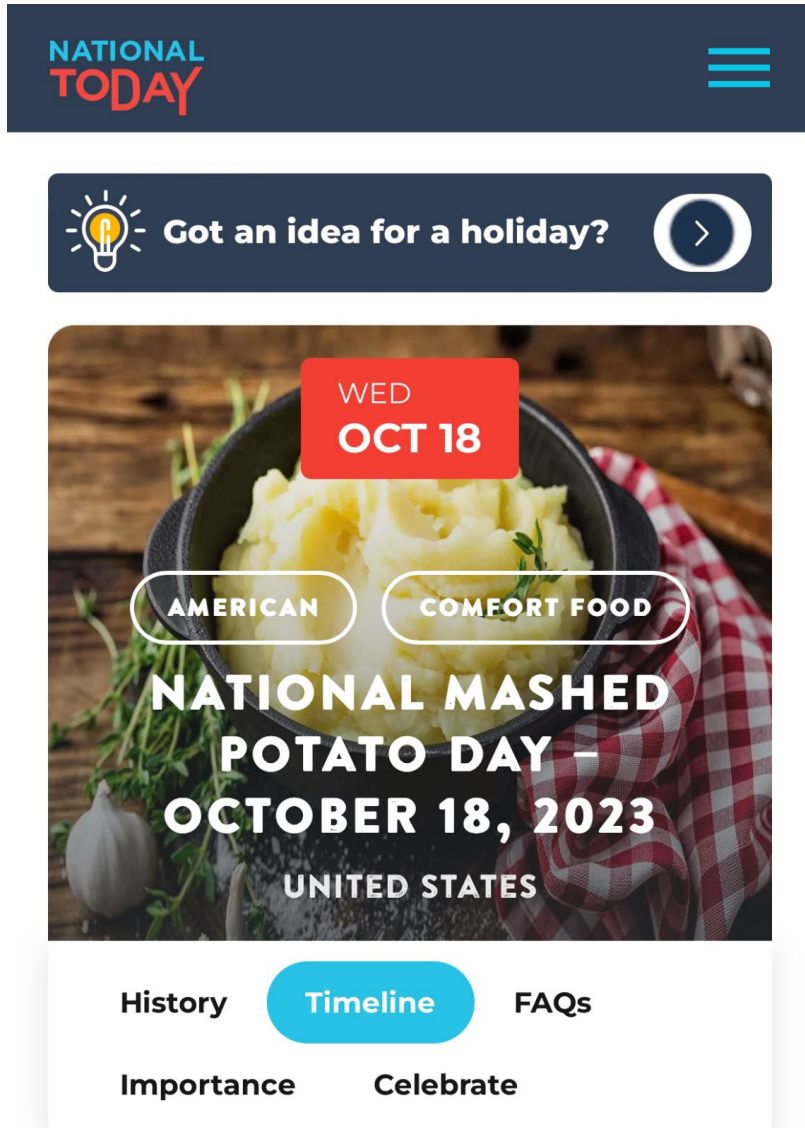 NATIONAL
TODAY
Got an idea for a holiday?
WED
OCT 18
AMERICAN COMFORT FOOD
NATIONAL MASHED
POTATO DAY –
OCTOBER 18, 2023
UNITED STATES
History Timeline FAQs
Importance Celebrate